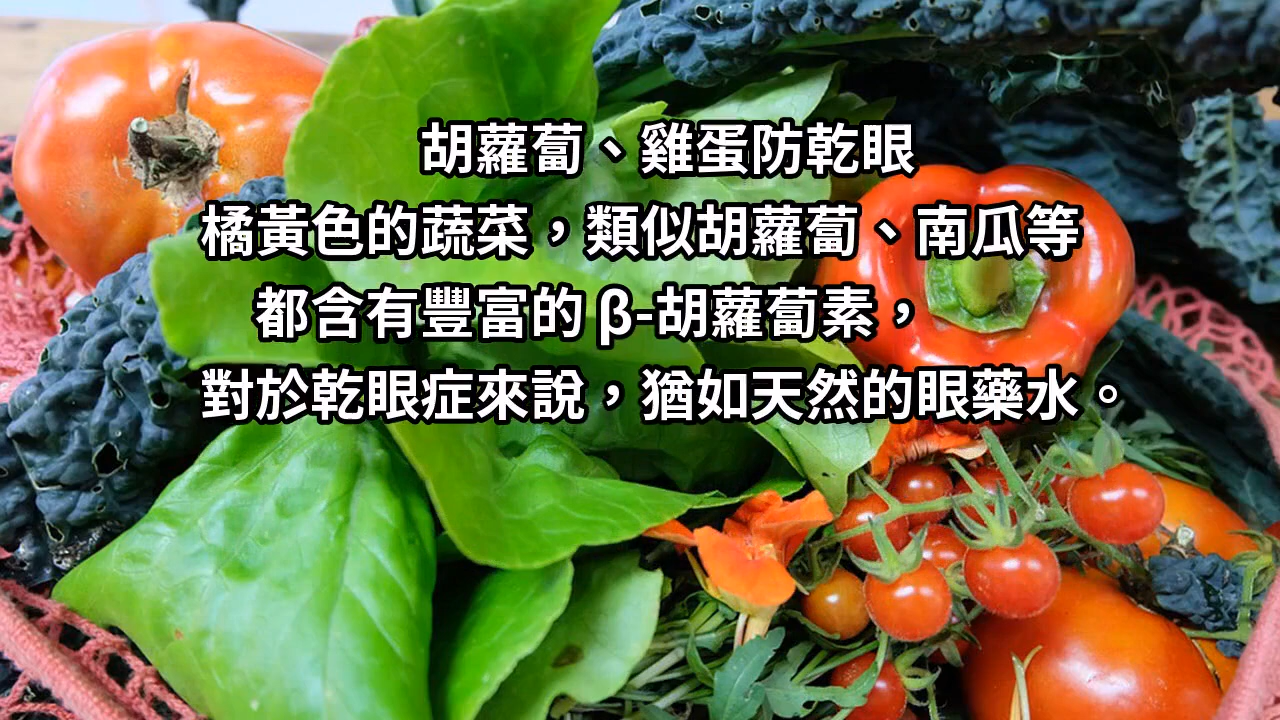 胡蘿蔔、雞蛋防乾眼
橘黃色的蔬菜，類似胡蘿蔔、南瓜等
都含有豐富的 β-胡蘿蔔素，
對於乾眼症來說，猶如天然的眼藥水。